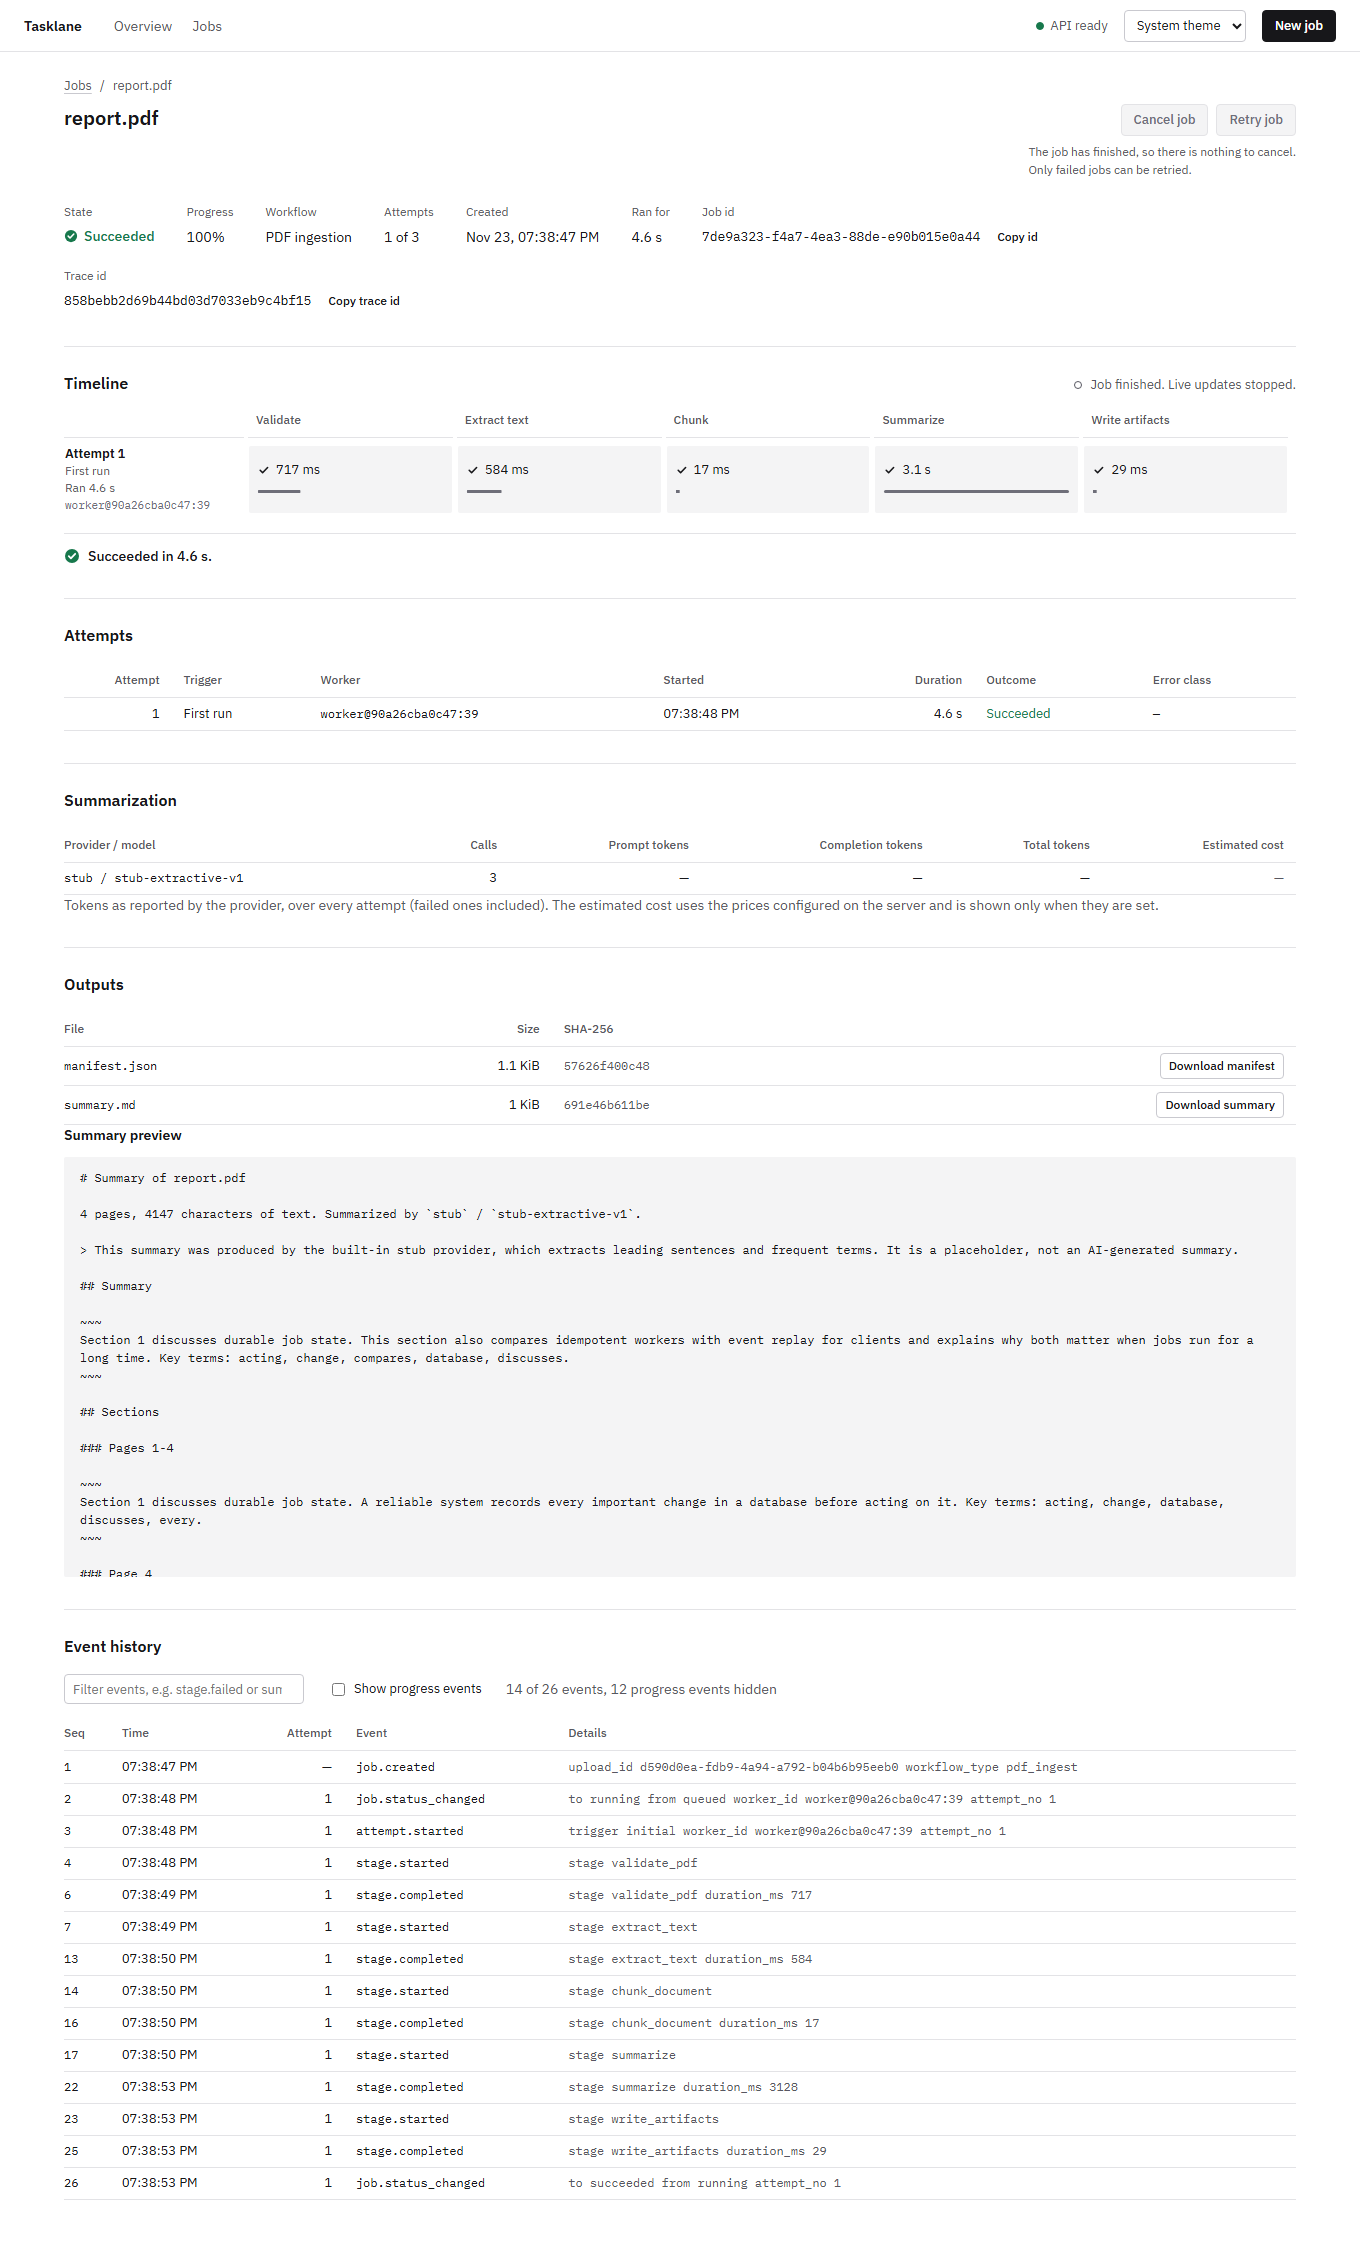 Tasklane Overview Jobs API ready System theme New job
Jobs / report.pdf
report.pdf Cancel job Retry job
The job has finished, so there is nothing to cancel.
Only failed jobs can be retried.
State Progress Workflow Attempts Created Ran for Job id
Succeeded 100% PDF ingestion 1 of 3 Nov 23, 07:38:47 PM 4.6 s 7de9a323-f4a7-4ea3-88de-e90b015e0a44 Copy id
Trace id
858bebb2d69b44bd03d7033eb9c4bf15 Copy trace id
Timeline Job finished. Live updates stopped.
Validate Extract text Chunk Summarize Write artifacts
Attempt 1
First run 717 ms 584 ms 17 ms 3.1 s 29 ms
Ran 4.6 s
worker@90a26cba0c47:39
Succeeded in 4.6 s.
Attempts
Attempt Trigger Worker Started Duration Outcome Error class
1 First run worker@90a26cba0c47:39 07:38:48 PM 4.6 s Succeeded –
Summarization
Provider / model Calls Prompt tokens Completion tokens Total tokens Estimated cost
stub / stub-extractive-v1 3 — — — —
Tokens as reported by the provider, over every attempt (failed ones included). The estimated cost uses the prices configured on the server and is shown only when they are set.
Outputs
File Size SHA-256
manifest.json 1.1 KiB 57626f400c48 Download manifest
summary.md 1 KiB 691e46b611be Download summary
Summary preview
# Summary of report.pdf
4 pages, 4147 characters of text. Summarized by `stub` / `stub-extractive-v1`.
> This summary was produced by the built-in stub provider, which extracts leading sentences and frequent terms. It is a placeholder, not an AI-generated summary.
## Summary
~~~
Section 1 discusses durable job state. This section also compares idempotent workers with event replay for clients and explains why both matter when jobs run for a
long time. Key terms: acting, change, compares, database, discusses.
~~~
## Sections
### Pages 1-4
~~~
Section 1 discusses durable job state. A reliable system records every important change in a database before acting on it. Key terms: acting, change, database,
discusses, every.
~~~
### Page 4
Event history
Filter events, e.g. stage.failed or sum Show progress events 14 of 26 events, 12 progress events hidden
Seq Time Attempt Event Details
1 07:38:47 PM — job.created upload_id d590d0ea-fdb9-4a94-a792-b04b6b95eeb0 workflow_type pdf_ingest
2 07:38:48 PM 1 job.status_changed to running from queued worker_id worker@90a26cba0c47:39 attempt_no 1
3 07:38:48 PM 1 attempt.started trigger initial worker_id worker@90a26cba0c47:39 attempt_no 1
4 07:38:48 PM 1 stage.started stage validate_pdf
6 07:38:49 PM 1 stage.completed stage validate_pdf duration_ms 717
7 07:38:49 PM 1 stage.started stage extract_text
13 07:38:50 PM 1 stage.completed stage extract_text duration_ms 584
14 07:38:50 PM 1 stage.started stage chunk_document
16 07:38:50 PM 1 stage.completed stage chunk_document duration_ms 17
17 07:38:50 PM 1 stage.started stage summarize
22 07:38:53 PM 1 stage.completed stage summarize duration_ms 3128
23 07:38:53 PM 1 stage.started stage write_artifacts
25 07:38:53 PM 1 stage.completed stage write_artifacts duration_ms 29
26 07:38:53 PM 1 job.status_changed to succeeded from running attempt_no 1